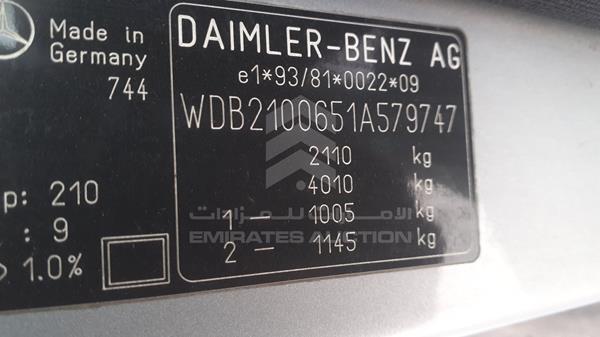 Made in
Germany
744
p: 210
: 9
> 1.0%
DAIMLER-BENZ AG
e1*93/81*0022*09
WDB2100651A579747
2110 kg
4010 kg
1 – 1005 kg
2 – 1145 kg
الإمارات للمزادات
EMIRATES AUCTION